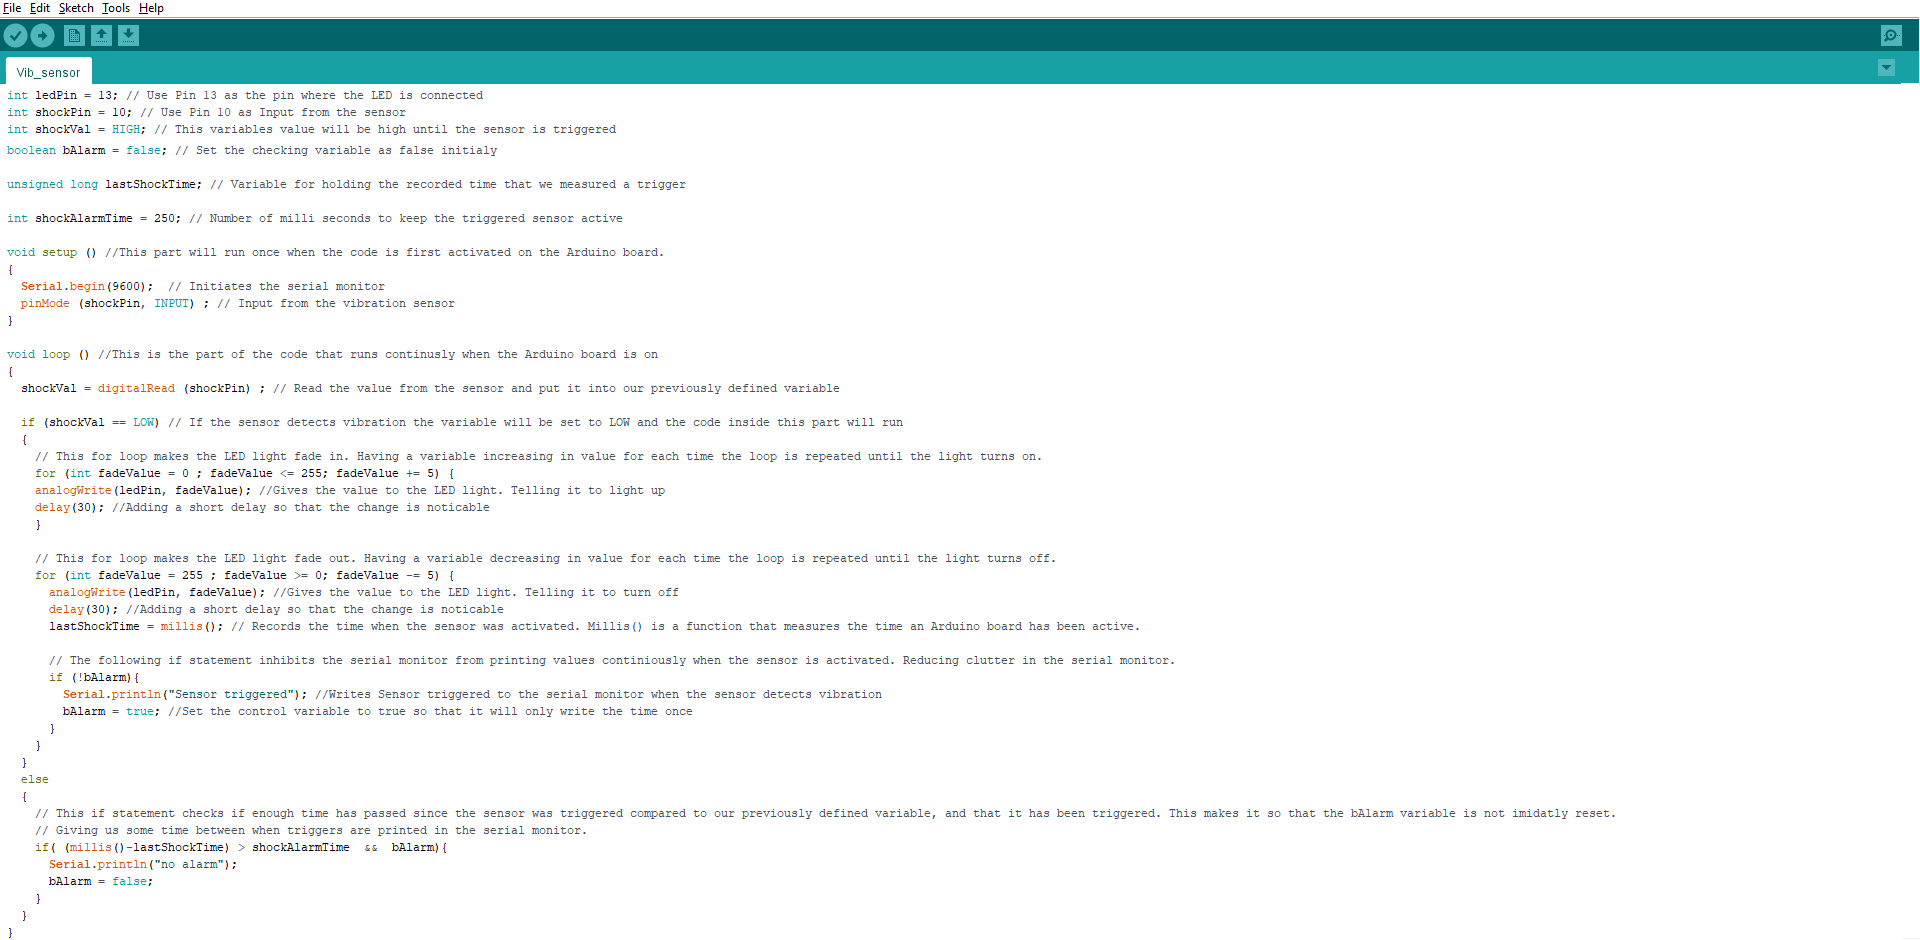 File Edit Sketch Tools Help
Vib_sensor
int ledPin = 13; // Use Pin 13 as the pin where the LED is connected
int shockPin = 10; // Use Pin 10 as Input from the sensor
int shockVal = HIGH; // This variables value will be high until the sensor is triggered
boolean bAlarm = false; // Set the checking variable as false initialy
unsigned long lastShockTime; // Variable for holding the recorded time that we measured a trigger
int shockAlarmTime = 250; // Number of milli seconds to keep the triggered sensor active
void setup () //This part will run once when the code is first activated on the Arduino board.
{
Serial.begin(9600);  // Initiates the serial monitor
pinMode (shockPin, INPUT) ; // Input from the vibration sensor
}
void loop () //This is the part of the code that runs continusly when the Arduino board is on
{
shockVal = digitalRead (shockPin) ; // Read the value from the sensor and put it into our previously defined variable
if (shockVal == LOW) // If the sensor detects vibration the variable will be set to LOW and the code inside this part will run
{
// This for loop makes the LED light fade in. Having a variable increasing in value for each time the loop is repeated until the light turns on.
for (int fadeValue = 0 ; fadeValue <= 255; fadeValue += 5) {
analogWrite(ledPin, fadeValue); //Gives the value to the LED light. Telling it to light up
delay(30); //Adding a short delay so that the change is noticable
}
// This for loop makes the LED light fade out. Having a variable decreasing in value for each time the loop is repeated until the light turns off.
for (int fadeValue = 255 ; fadeValue >= 0; fadeValue -= 5) {
analogWrite(ledPin, fadeValue); //Gives the value to the LED light. Telling it to turn off
delay(30); //Adding a short delay so that the change is noticable
lastShockTime = millis(); // Records the time when the sensor was activated. Millis() is a function that measures the time an Arduino board has been active.
// The following if statement inhibits the serial monitor from printing values continiously when the sensor is activated. Reducing clutter in the serial monitor.
if (!bAlarm){
Serial.println("Sensor triggered"); //Writes Sensor triggered to the serial monitor when the sensor detects vibration
bAlarm = true; //Set the control variable to true so that it will only write the time once
}
}
}
else
{
// This if statement checks if enough time has passed since the sensor was triggered compared to our previously defined variable, and that it has been triggered. This makes it so that the bAlarm variable is not imidatly reset.
// Giving us some time between when triggers are printed in the serial monitor.
if( (millis()-lastShockTime) > shockAlarmTime  &&  bAlarm){
Serial.println("no alarm");
bAlarm = false;
}
}
}